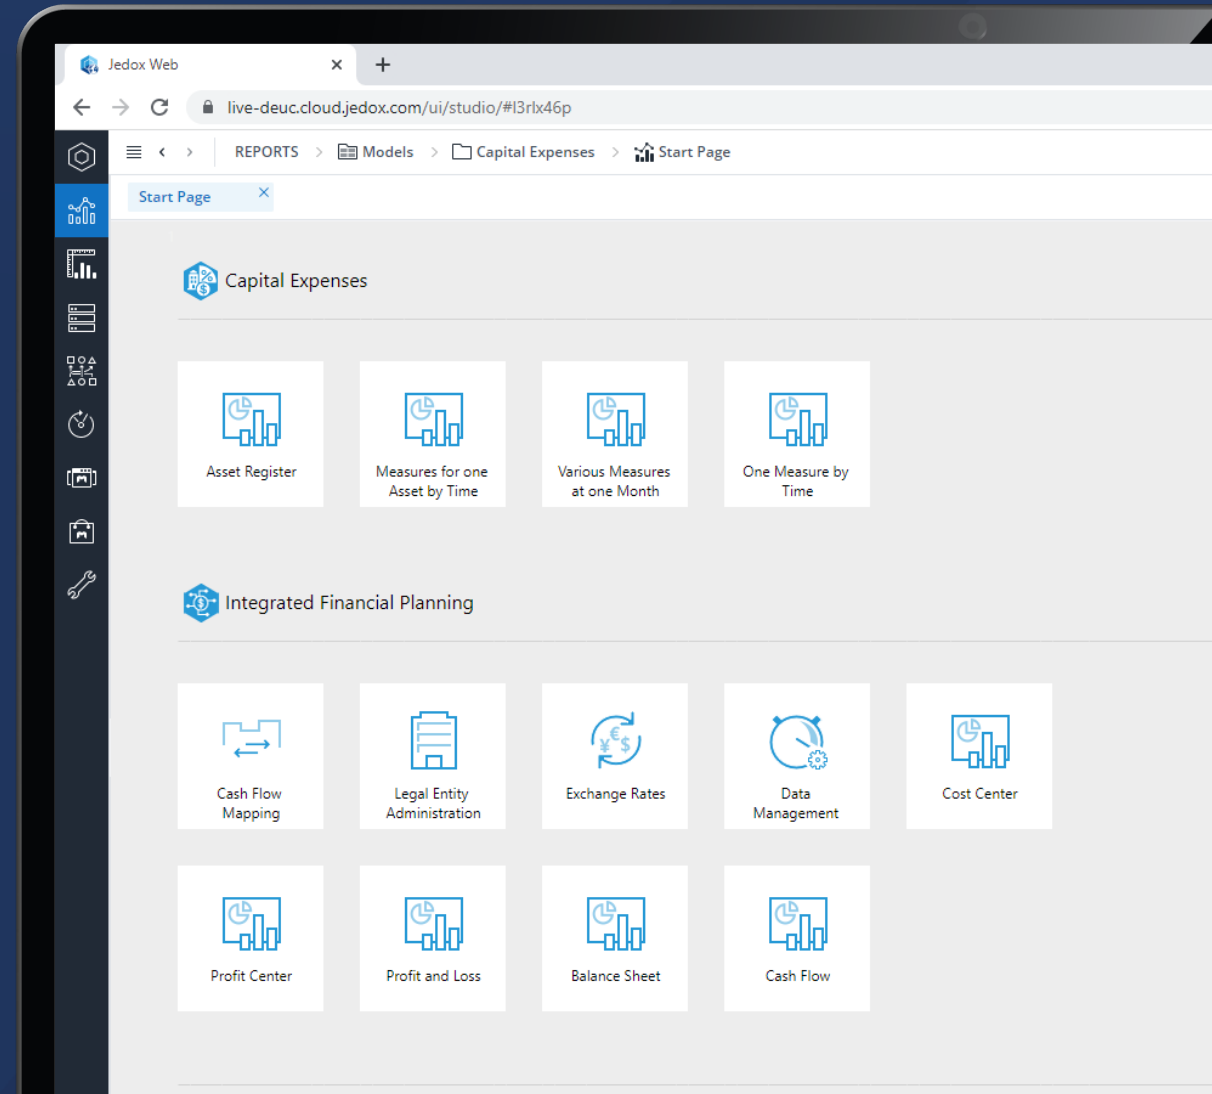 Jedox Web
live-deuc.cloud.jedox.com/ui/studio/#l3rlx46p
REPORTS > Models > Capital Expenses > Start Page
Start Page
Capital Expenses
Asset Register
Measures for one
Asset by Time
Various Measures
at one Month
One Measure by
Time
Integrated Financial Planning
Cash Flow
Mapping
Legal Entity
Administration
Exchange Rates
Data
Management
Cost Center
Profit Center
Profit and Loss
Balance Sheet
Cash Flow